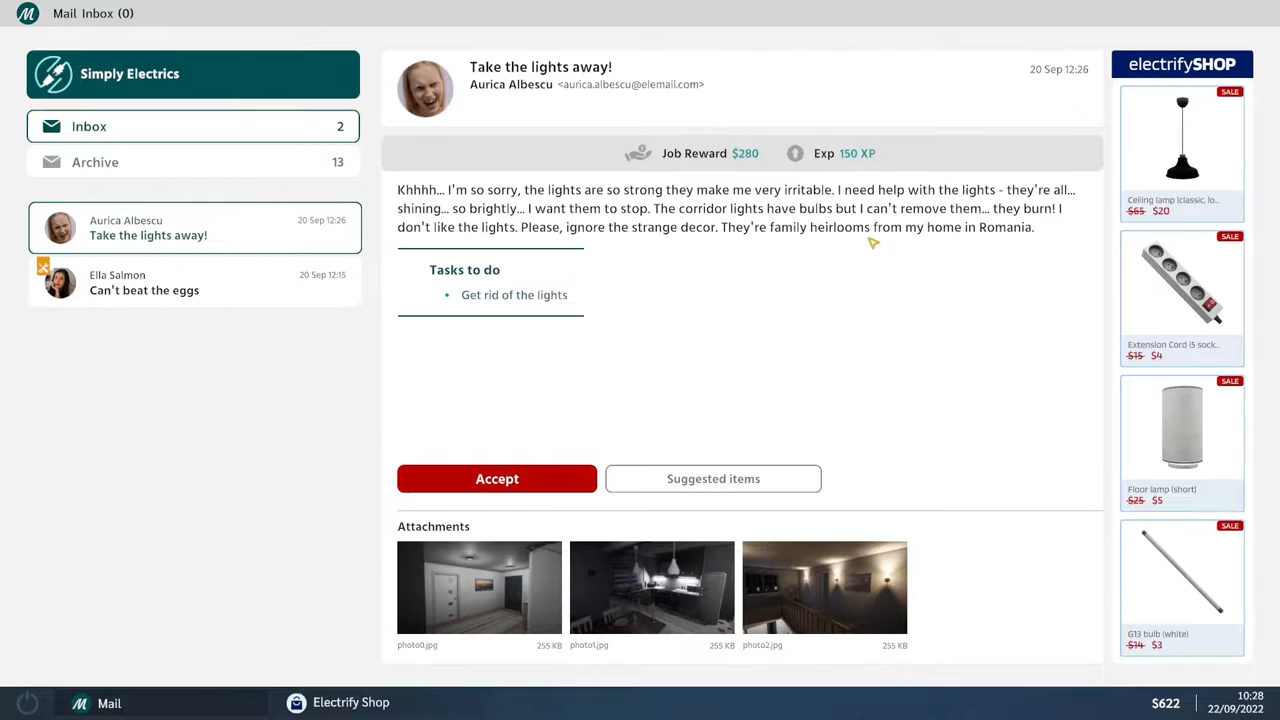 Mail Inbox (0)
Simply Electrics
Inbox 2
Archive 13
Aurica Albescu 20 Sep 12:26
Take the lights away!
Ella Salmon 20 Sep 12:15
Can't beat the eggs
Take the lights away!
Aurica Albescu <aurica.albescu@elemail.com>
20 Sep 12:26
Job Reward $280 Exp 150 XP
Khhhh... I'm so sorry, the lights are so strong they make me very irritable. I need help with the lights - they're all...
shining... so brightly... I want them to stop. The corridor lights have bulbs but I can't remove them... they burn! I
don't like the lights. Please, ignore the strange decor. They're family heirlooms from my home in Romania.
Tasks to do
• Get rid of the lights
Accept
Suggested items
Attachments
photo0.jpg 255 KB
photo1.jpg 255 KB
photo2.jpg 255 KB
electrifySHOP
SALE
Ceiling lamp (classic, lo...
$65 $20
SALE
Extension Cord (5 sock...
$15 $4
SALE
Floor lamp (short)
$25 $5
SALE
G13 bulb (white)
$14 $3
Mail
Electrify Shop
$622
10:28
22/09/2022